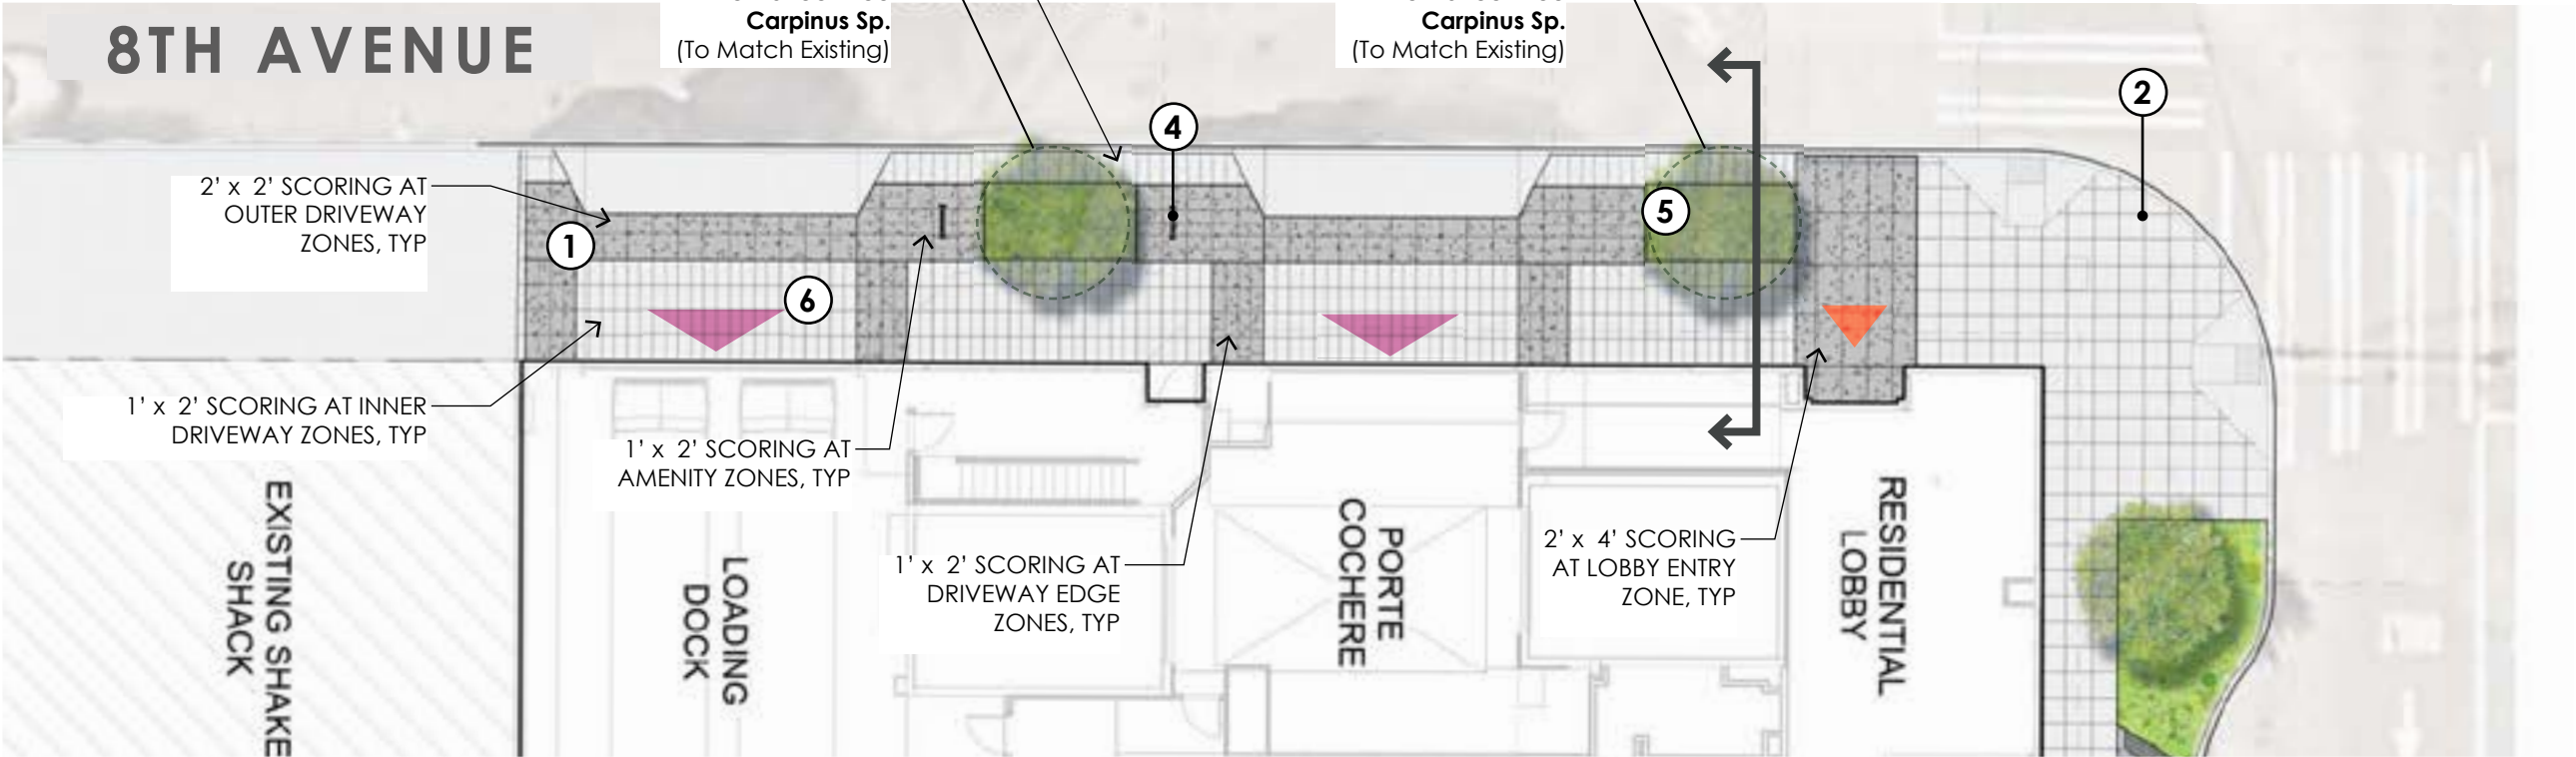 8TH AVENUE
Carpinus Sp.
(To Match Existing)
Carpinus Sp.
(To Match Existing)
2
4
2' x 2' SCORING AT
OUTER DRIVEWAY
ZONES, TYP
1
5
6
1' x 2' SCORING AT INNER
DRIVEWAY ZONES, TYP
1' x 2' SCORING AT
AMENITY ZONES, TYP
1' x 2' SCORING AT
DRIVEWAY EDGE
ZONES, TYP
2' x 4' SCORING
AT LOBBY ENTRY
ZONE, TYP
EXISTING SHAKE
SHACK
LOADING
DOCK
PORTE
COCHERE
RESIDENTIAL
LOBBY